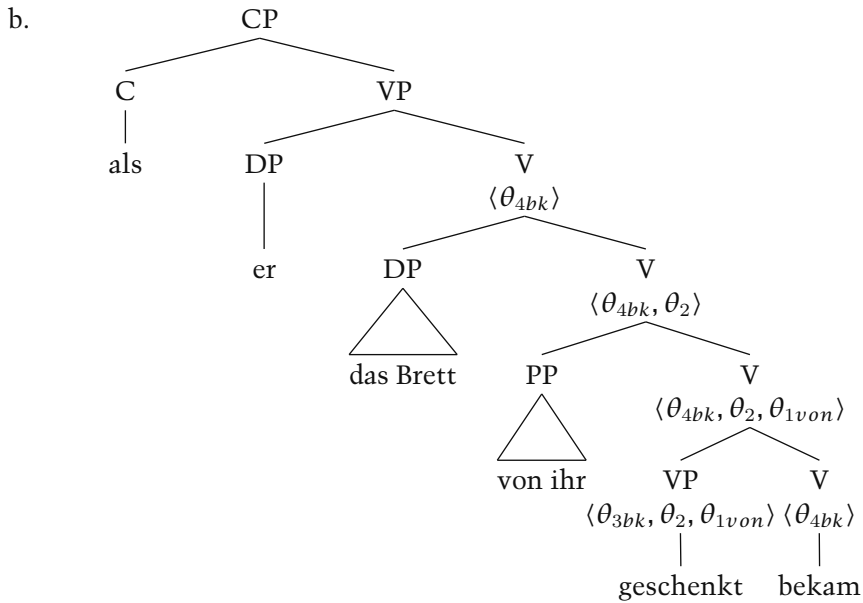 b.
CP
C VP
als DP V
⟨θ4bk⟩
er DP V
⟨θ4bk, θ2⟩
das Brett PP V
⟨θ4bk, θ2, θ1von⟩
von ihr VP V
⟨θ3bk, θ2, θ1von⟩ ⟨θ4bk⟩
geschenkt bekam